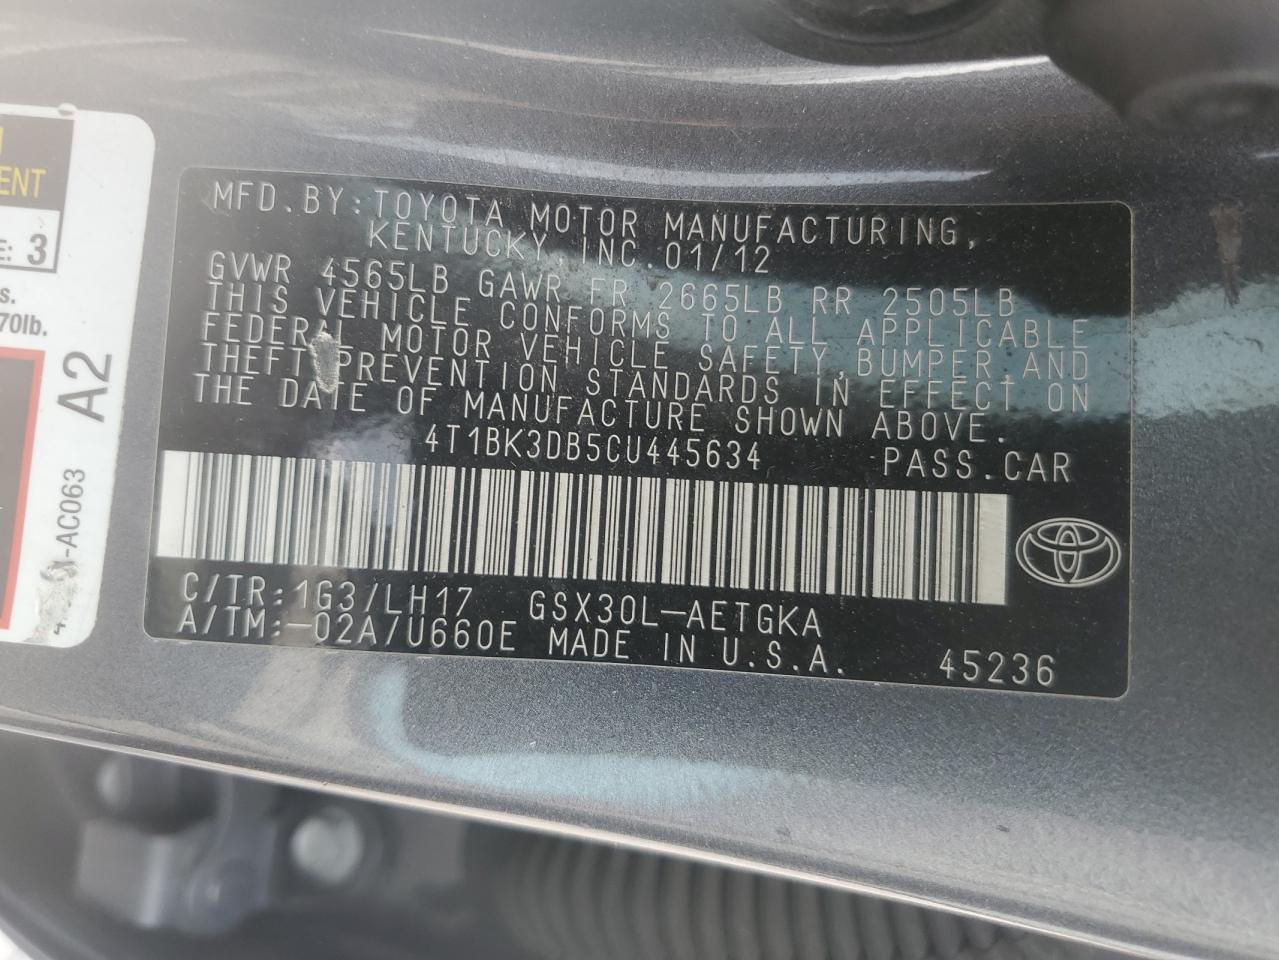 ENT
E: 3
s.
70lb.
A2
-AC063
MFD.BY:TOYOTA MOTOR MANUFACTURING,
KENTUCKY, INC. 01/12
GVWR 4565LB GAWR FR 2665LB RR 2505LB
THIS VEHICLE CONFORMS TO ALL APPLICABLE
FEDERAL MOTOR VEHICLE SAFETY,BUMPER AND
THEFT PREVENTION STANDARDS IN EFFECT ON
THE DATE OF MANUFACTURE SHOWN ABOVE.
4T1BK3DB5CU445634 PASS.CAR
C/TR:1G3/LH17 GSX30L-AETGKA
A/TM:-02A/U660E MADE IN U.S.A. 45236